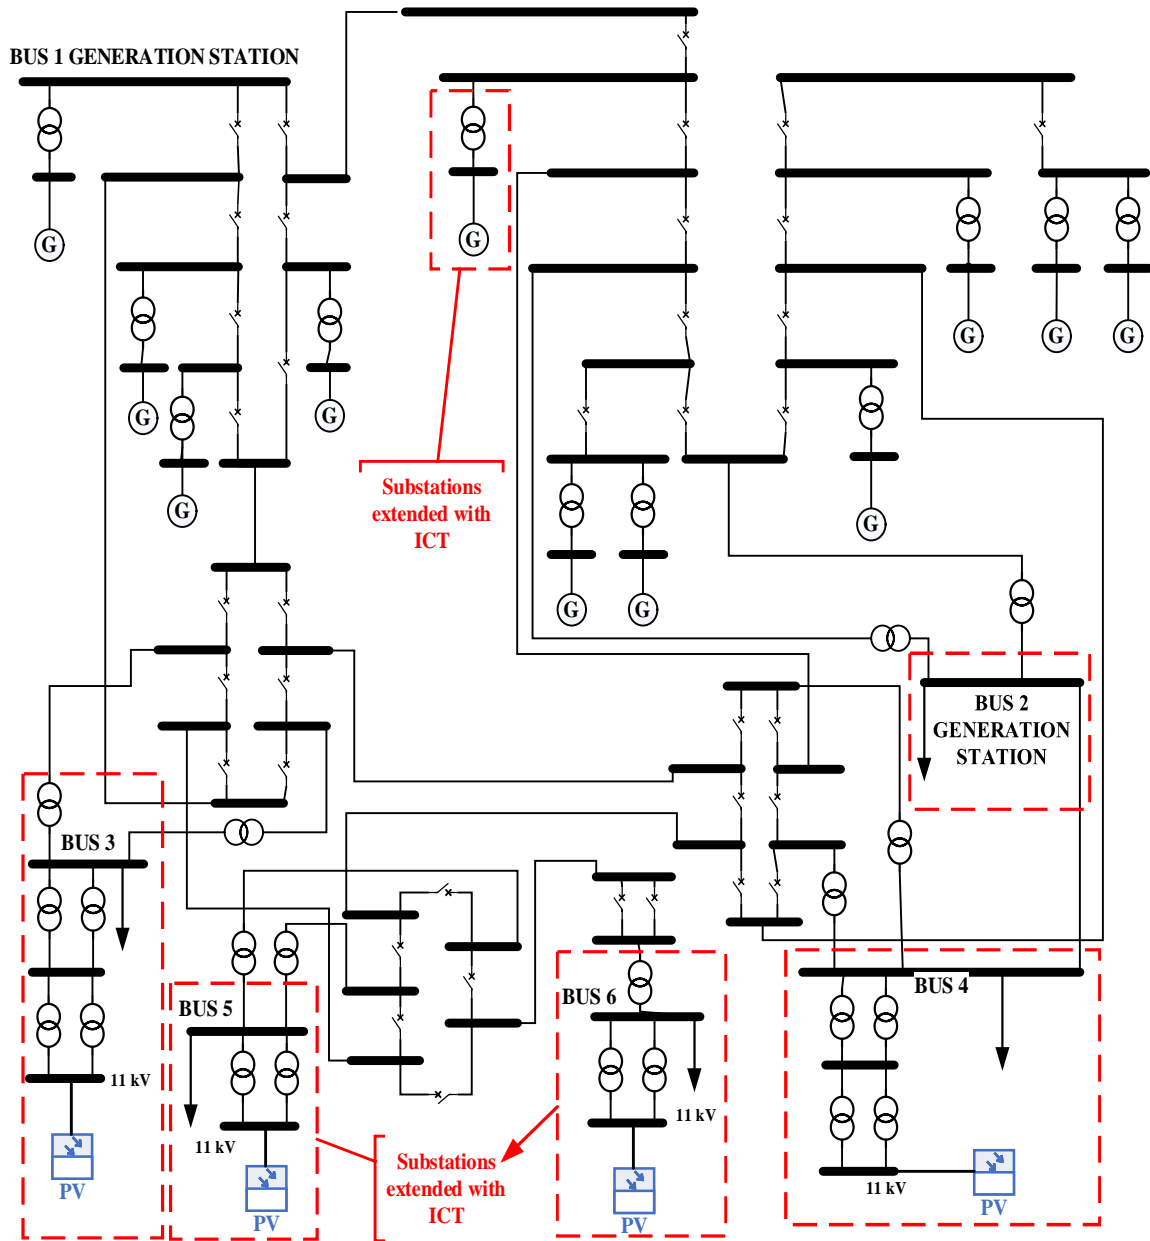 BUS 1 GENERATION STATION
G
G
G
G
G
G
G
G
G
G
G
G
Substations
extended with
ICT
BUS 2
GENERATION
STATION
BUS 3
BUS 4
BUS 5
BUS 6
11 kV
11 kV
11 kV
11 kV
PV
PV
PV
PV
Substations
extended with
ICT